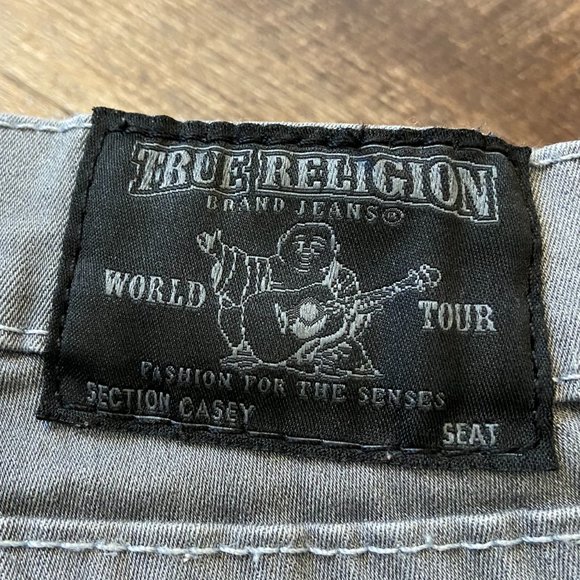 TRUE RELIGION
BRAND JEANS®
WORLD TOUR
FASHION FOR THE SENSES
SECTION CASEY
SEAT